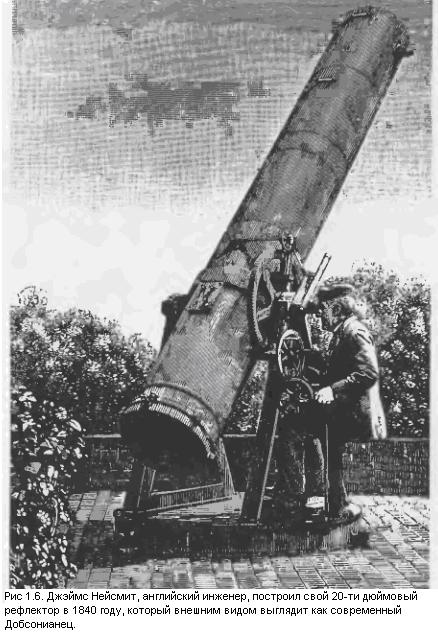 Рис 1.6. Джэймс Нейсмит, английский инженер, построил свой 20-ти дюймовый
рефлектор в 1840 году, который внешним видом выглядит как современный
Добсонианец.